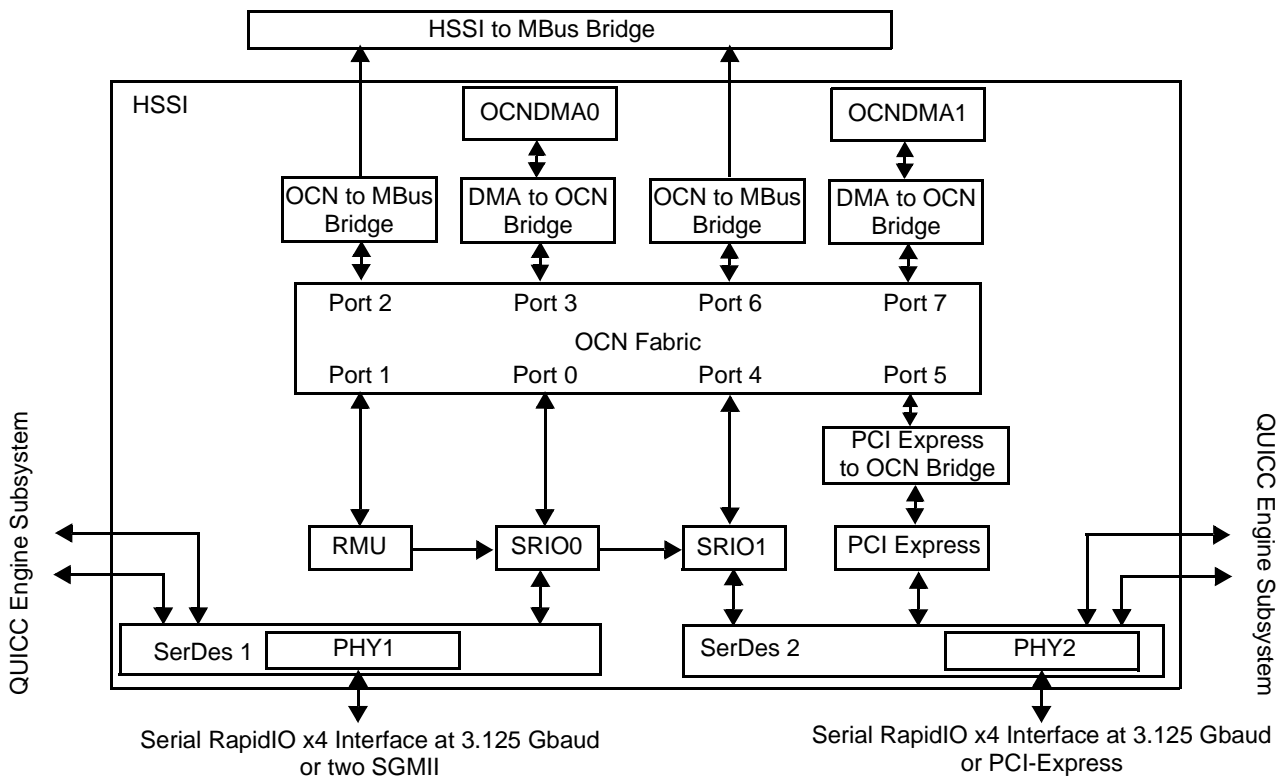 HSSI to MBus Bridge
HSSI
OCNDMA0
OCNDMA1
OCN to MBus
Bridge
DMA to OCN
Bridge
OCN to MBus
Bridge
DMA to OCN
Bridge
Port 2
Port 3
Port 6
Port 7
OCN Fabric
Port 1
Port 0
Port 4
Port 5
PCI Express
to OCN Bridge
RMU
SRIO0
SRIO1
PCI Express
QUICC Engine Subsystem
QUICC Engine Subsystem
SerDes 1
PHY1
SerDes 2
PHY2
Serial RapidIO x4 Interface at 3.125 Gbaud
or two SGMII
Serial RapidIO x4 Interface at 3.125 Gbaud
or PCI-Express